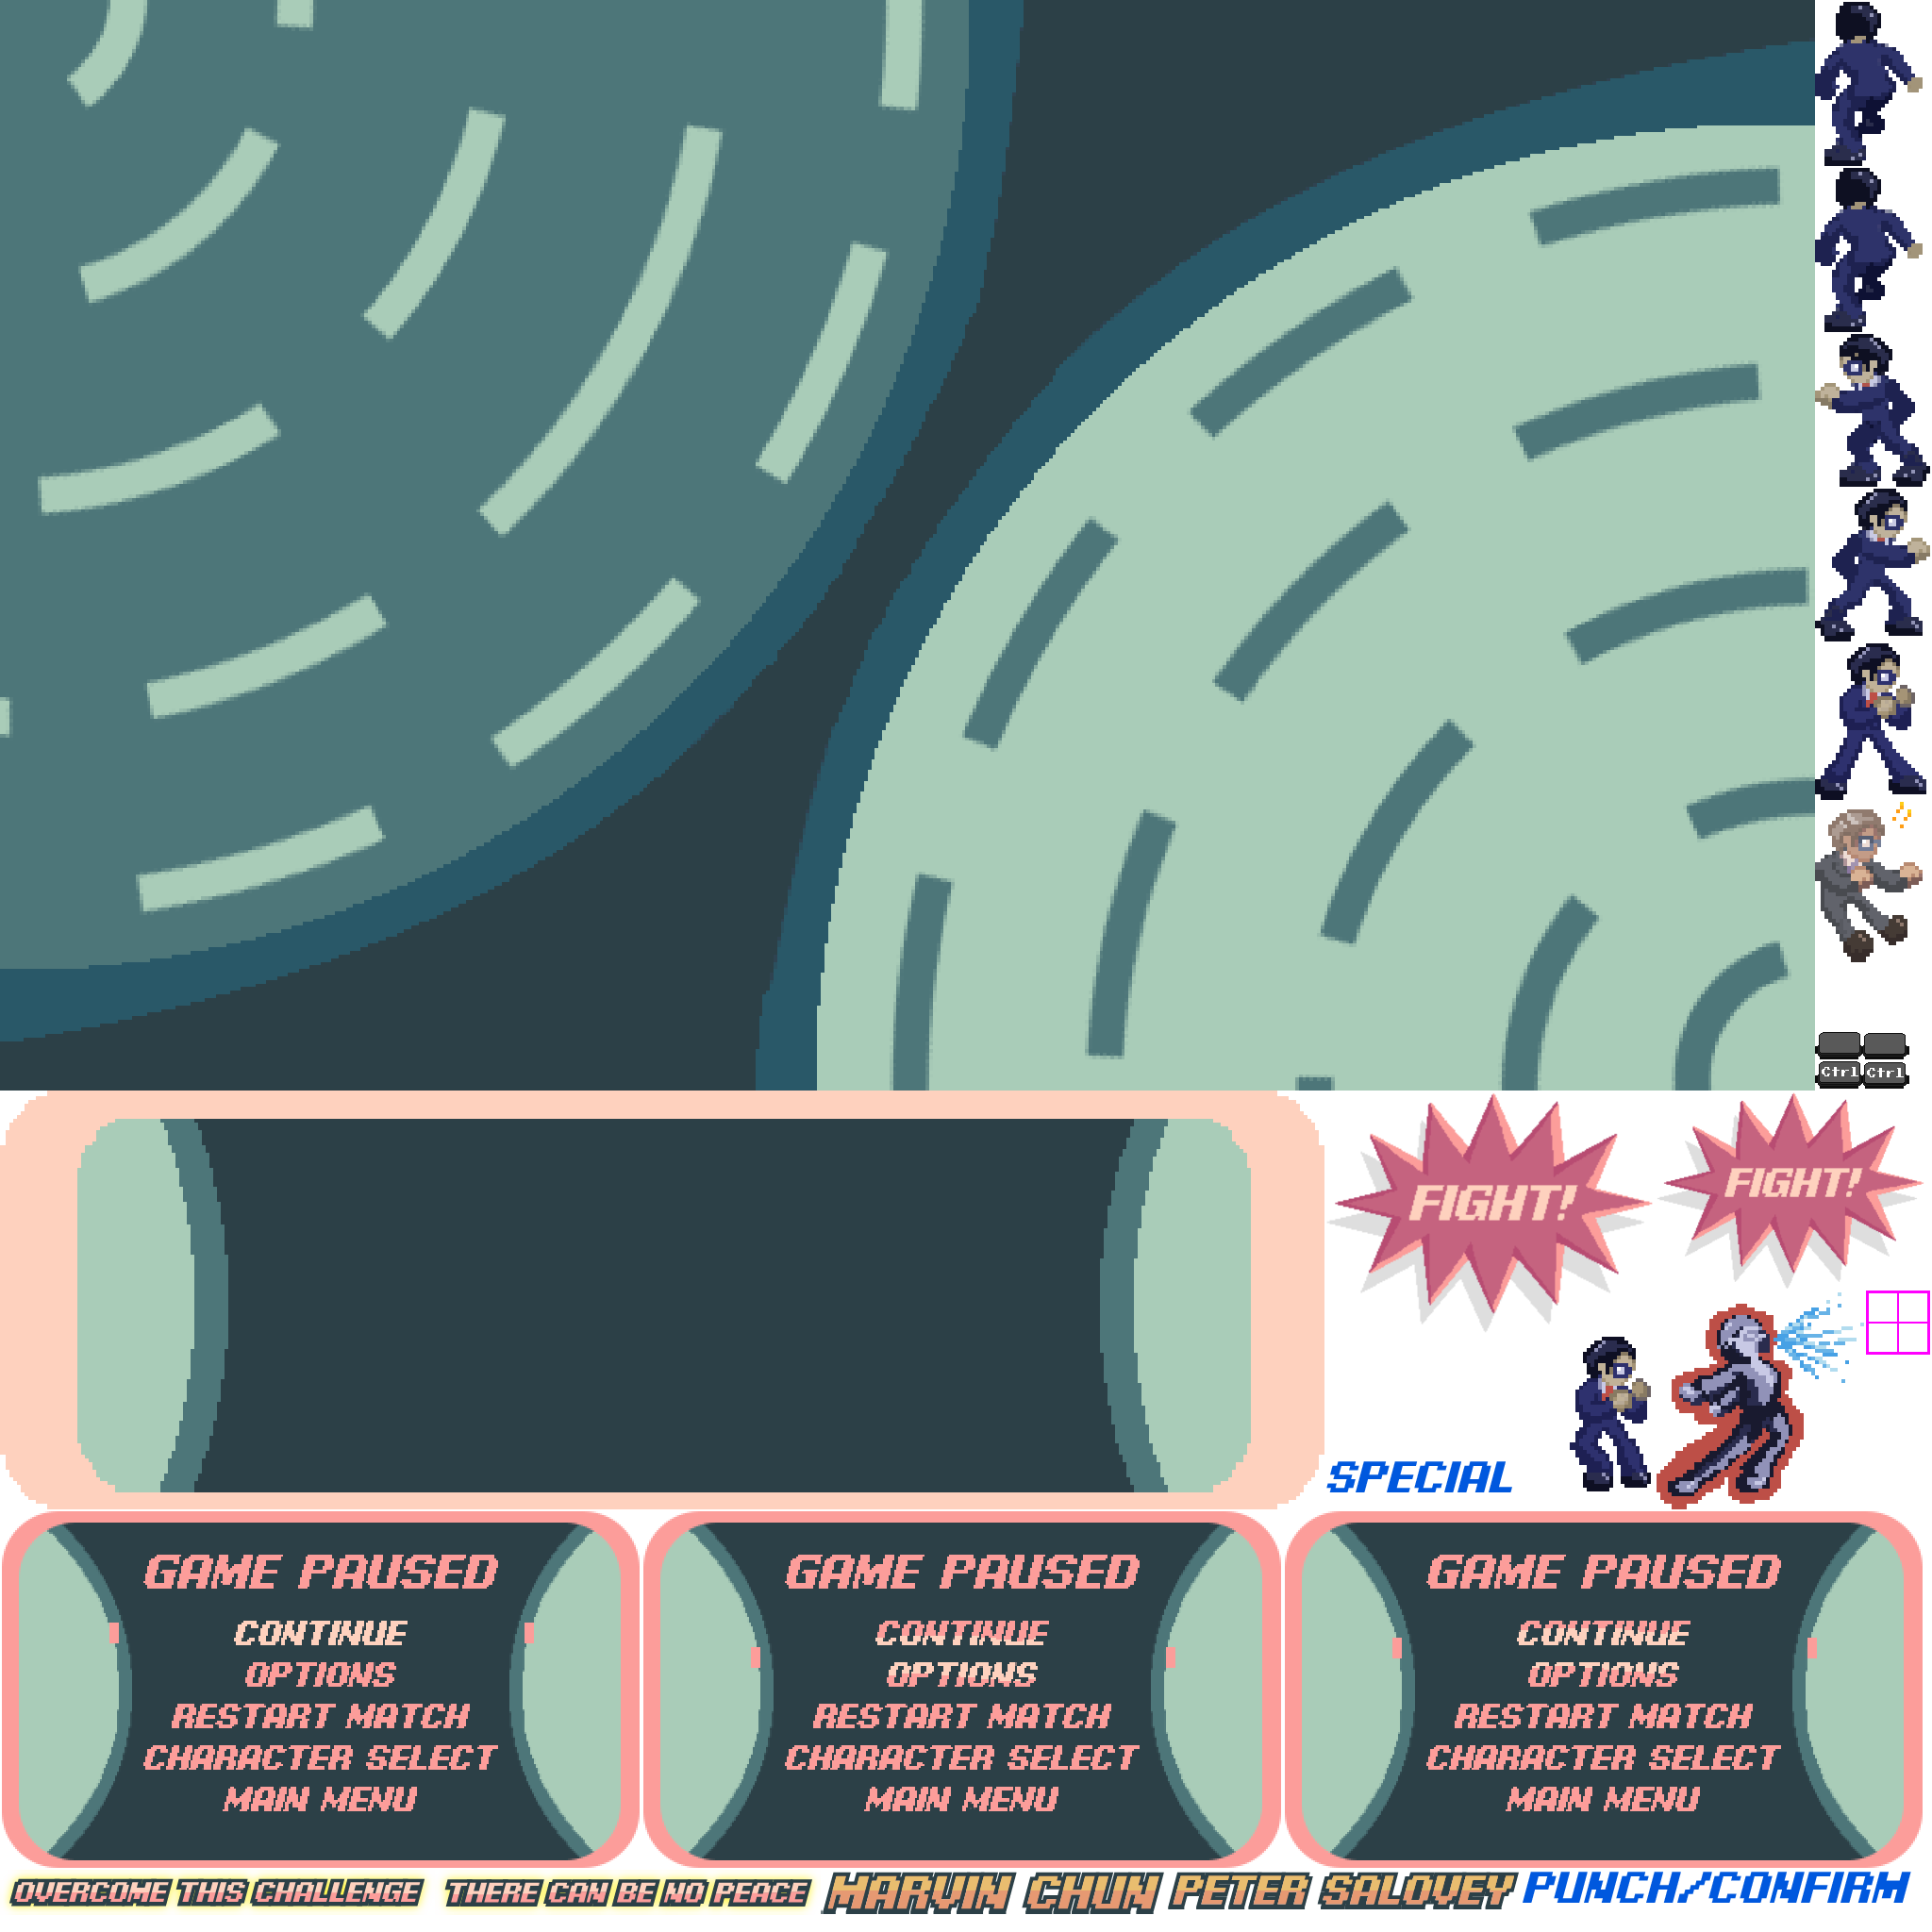 Ctrl Ctrl
FIGHT! FIGHT!
SPECIAL
GAME PAUSED
CONTINUE
OPTIONS
RESTART MATCH
CHARACTER SELECT
MAIN MENU
GAME PAUSED
CONTINUE
OPTIONS
RESTART MATCH
CHARACTER SELECT
MAIN MENU
GAME PAUSED
CONTINUE
OPTIONS
RESTART MATCH
CHARACTER SELECT
MAIN MENU
OVERCOME THIS CHALLENGE
THERE CAN BE NO PEACE
MARVIN CHUN
PETER SALOVEY
PUNCH/CONFIRM